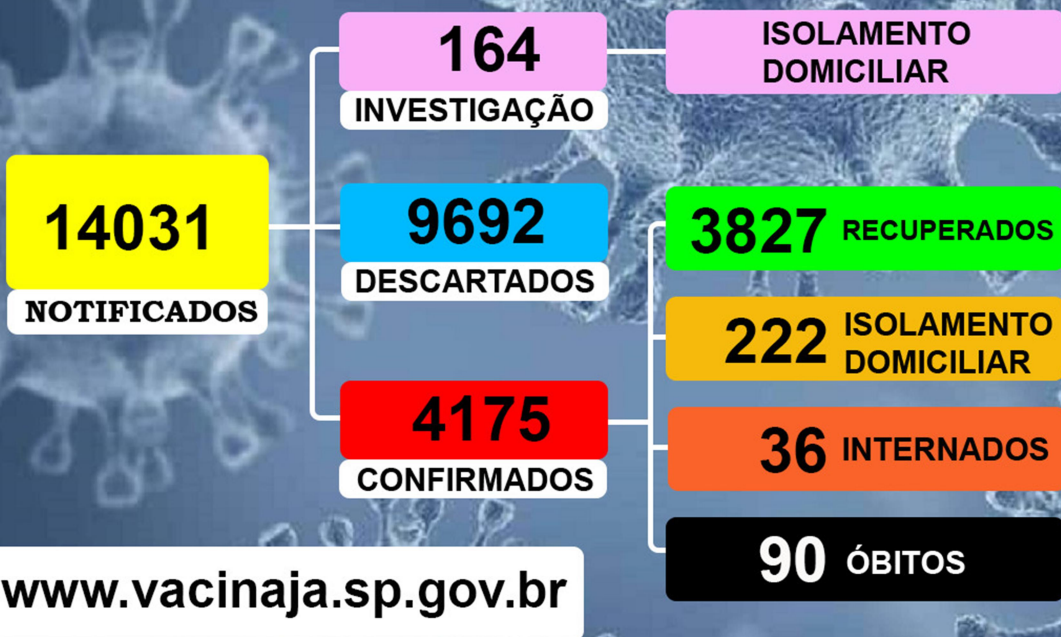 14031
NOTIFICADOS
164
INVESTIGAÇÃO
ISOLAMENTO
DOMICILIAR
9692
DESCARTADOS
4175
CONFIRMADOS
3827 RECUPERADOS
222 ISOLAMENTO
DOMICILIAR
36 INTERNADOS
90 ÓBITOS
www.vacinaja.sp.gov.br